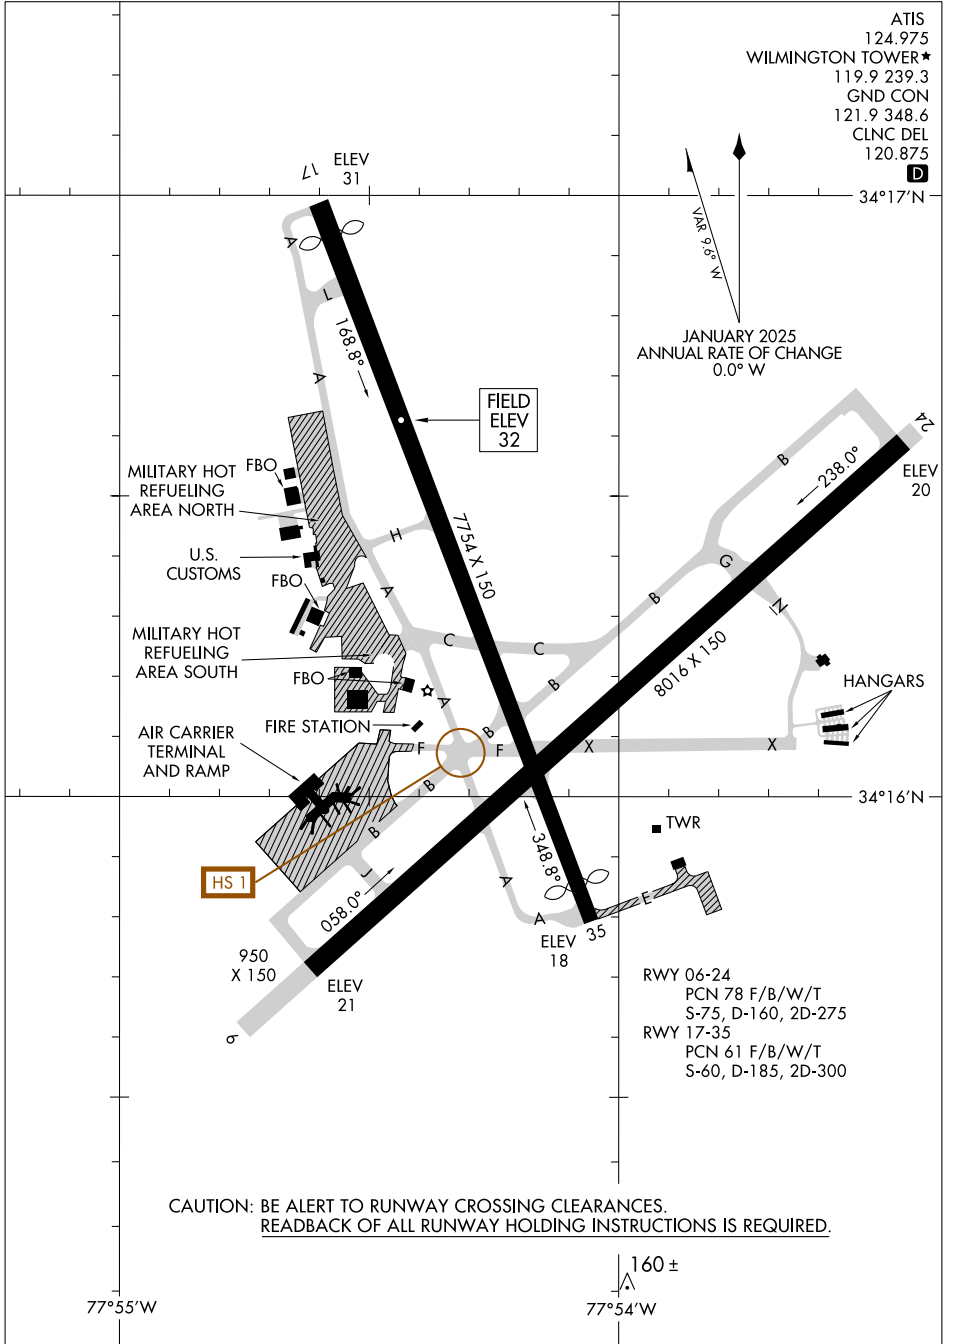 ATIS
124.975
WILMINGTON TOWER★
119.9 239.3
GND CON
121.9 348.6
CLNC DEL
120.875
D
34°17'N
VAR 9.6° W
JANUARY 2025
ANNUAL RATE OF CHANGE
0.0° W
17
ELEV
31
A
L
168.8°
A
FIELD
ELEV
32
24
ELEV
20
B
238.0°
MILITARY HOT
REFUELING
AREA NORTH
FBO
7754 X 150
H
U.S.
CUSTOMS
FBO
A
G
N
B
MILITARY HOT
REFUELING
AREA SOUTH
C
C
FBO
B
8016 X 150
HANGARS
A
FIRE STATION
B
AIR CARRIER
TERMINAL
AND RAMP
F
F
X
X
B
34°16'N
TWR
B
348.8°
HS 1
J
058.0°
A
A
E
35
ELEV
18
950
X 150
ELEV
21
6
RWY 06-24
PCN 78 F/B/W/T
S-75, D-160, 2D-275
RWY 17-35
PCN 61 F/B/W/T
S-60, D-185, 2D-300
CAUTION: BE ALERT TO RUNWAY CROSSING CLEARANCES.
READBACK OF ALL RUNWAY HOLDING INSTRUCTIONS IS REQUIRED.
160 ±
77°55'W
77°54'W